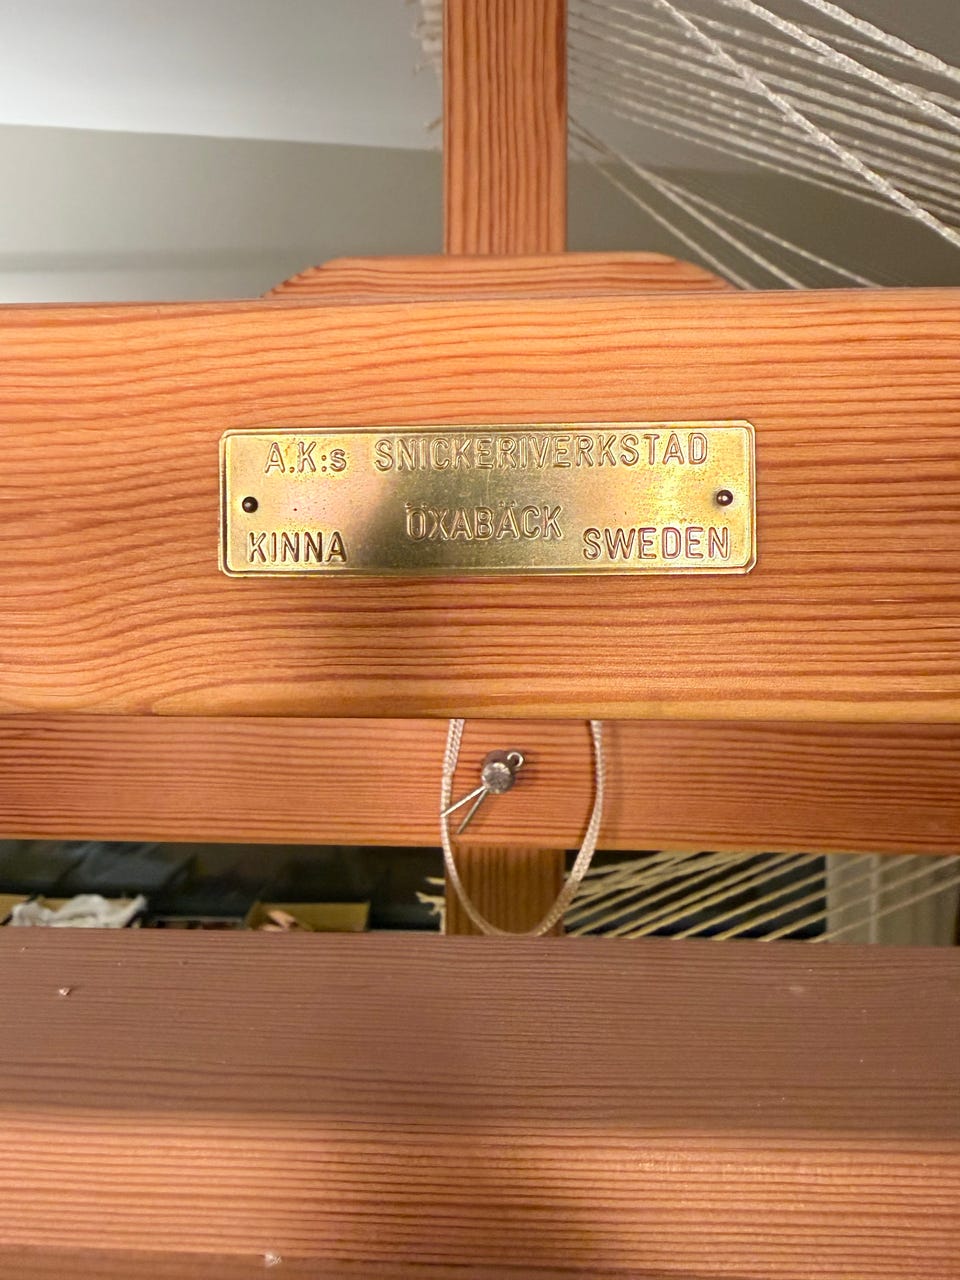 A.K:s SNICKERIVERKSTAD
ÖXABÄCK
KINNA SWEDEN